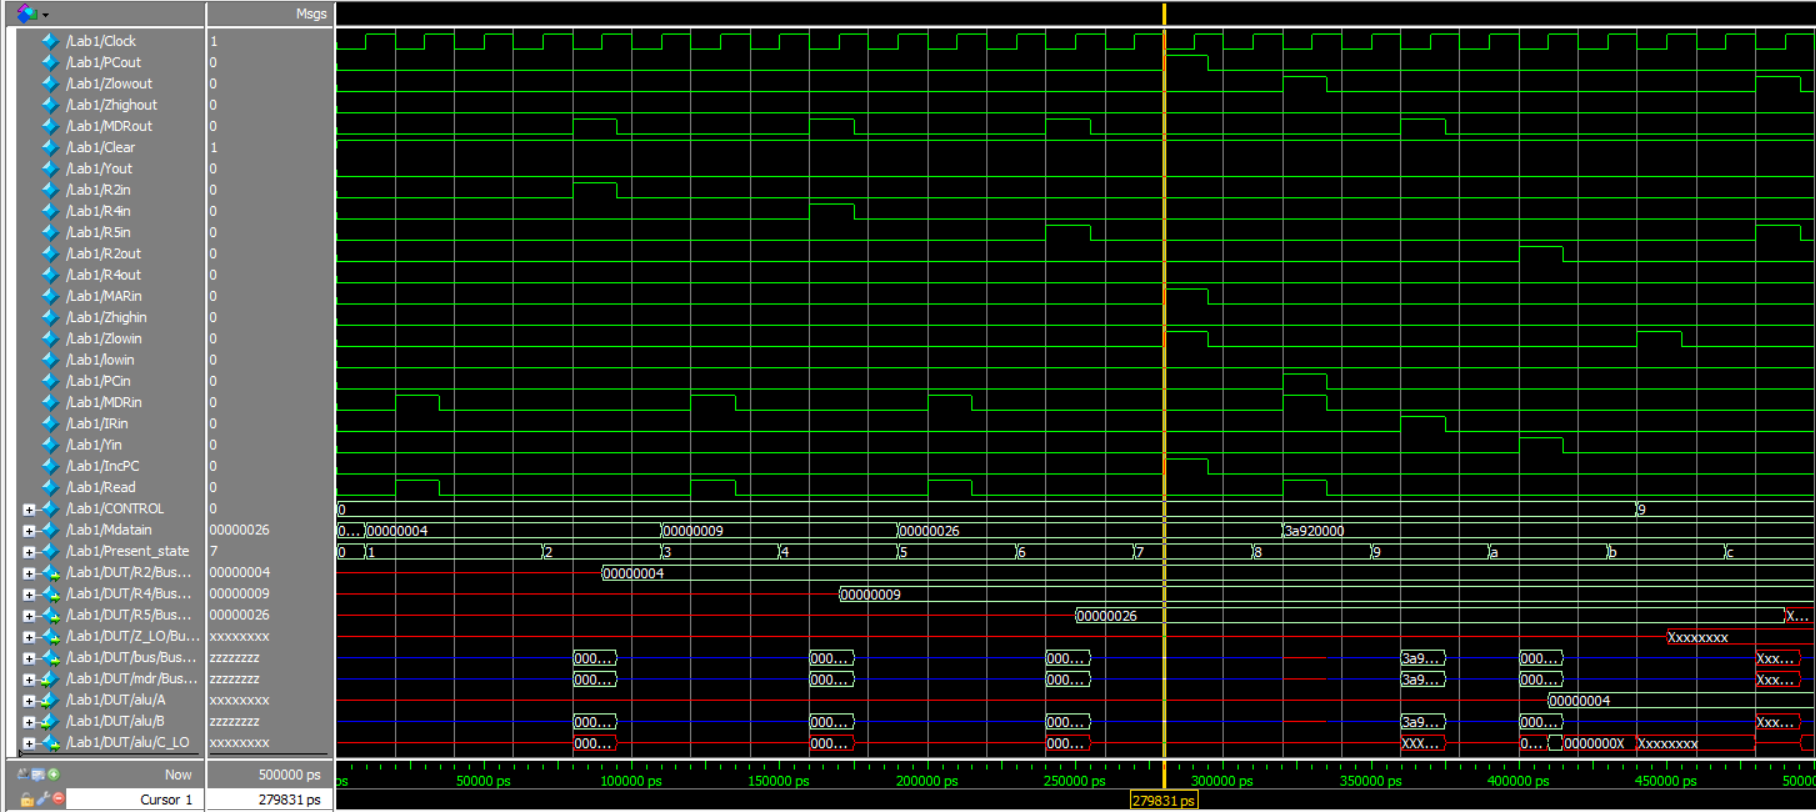 Msgs
/Lab1/Clock 1
/Lab1/PCout 0
/Lab1/Zlowout 0
/Lab1/Zhighout 0
/Lab1/MDRout 0
/Lab1/Clear 1
/Lab1/Yout 0
/Lab1/R2in 0
/Lab1/R4in 0
/Lab1/R5in 0
/Lab1/R2out 0
/Lab1/R4out 0
/Lab1/MARin 0
/Lab1/Zhighin 0
/Lab1/Zlowin 0
/Lab1/lowin 0
/Lab1/PCin 0
/Lab1/MDRin 0
/Lab1/IRin 0
/Lab1/Yin 0
/Lab1/IncPC 0
/Lab1/Read 0
/Lab1/CONTROL 0 0 9
/Lab1/Mdatain 00000026 0... 00000004 00000009 00000026 3a920000
/Lab1/Present_state 7 0 1 2 3 4 5 6 7 8 9 a b c
/Lab1/DUT/R2/Bus... 00000004 00000004
/Lab1/DUT/R4/Bus... 00000009 00000009
/Lab1/DUT/R5/Bus... 00000026 00000026 X...
/Lab1/DUT/Z_LO/Bu... xxxxxxxx Xxxxxxxx
/Lab1/DUT/bus/Bus... zzzzzzzz 000... 000... 000... 3a9... 000... Xxx...
/Lab1/DUT/mdr/Bus... zzzzzzzz 000... 000... 000... 3a9... 000... Xxx...
/Lab1/DUT/alu/A xxxxxxxx 00000004
/Lab1/DUT/alu/B zzzzzzzz 000... 000... 000... 3a9... 000... Xxx...
/Lab1/DUT/alu/C_LO xxxxxxxx 000... 000... 000... XXX... 0... 0000000X Xxxxxxxx
Now 500000 ps ps 50000 ps 100000 ps 150000 ps 200000 ps 250000 ps 300000 ps 350000 ps 400000 ps 450000 ps 50000
Cursor 1 279831 ps 279831 ps